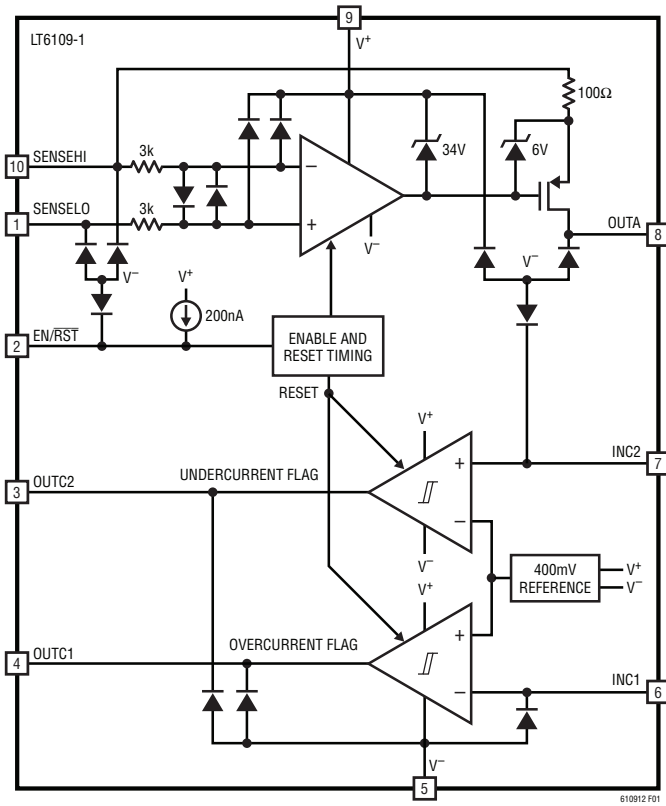 LT6109-1
9
V+
100Ω
34V
6V
10
SENSEHI
3k
−
1
SENSELO
3k
+
V−
OUTA
8
V−
V−
V+
200nA
2
EN/RST
ENABLE AND
RESET TIMING
RESET
V+
INC2
7
+
3
OUTC2
UNDERCURRENT FLAG
−
V−
V+
400mV
REFERENCE
V+
V−
+
4
OUTC1
OVERCURRENT FLAG
−
INC1
6
V−
5
610912 F01